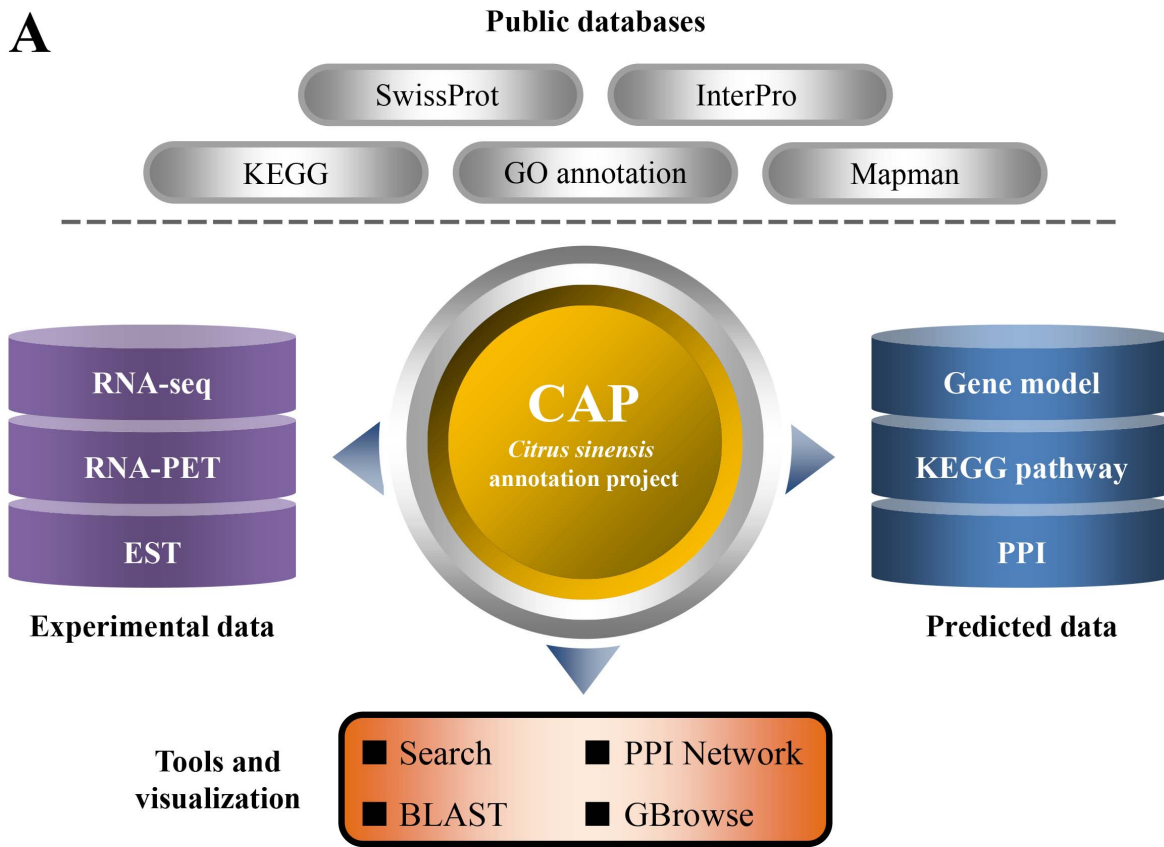 A
Public databases
SwissProt
InterPro
KEGG
GO annotation
Mapman
RNA-seq
RNA-PET
EST
Experimental data
CAP
Citrus sinensis
annotation project
Gene model
KEGG pathway
PPI
Predicted data
Tools and
visualization
■ Search
■ PPI Network
■ BLAST
■ GBrowse